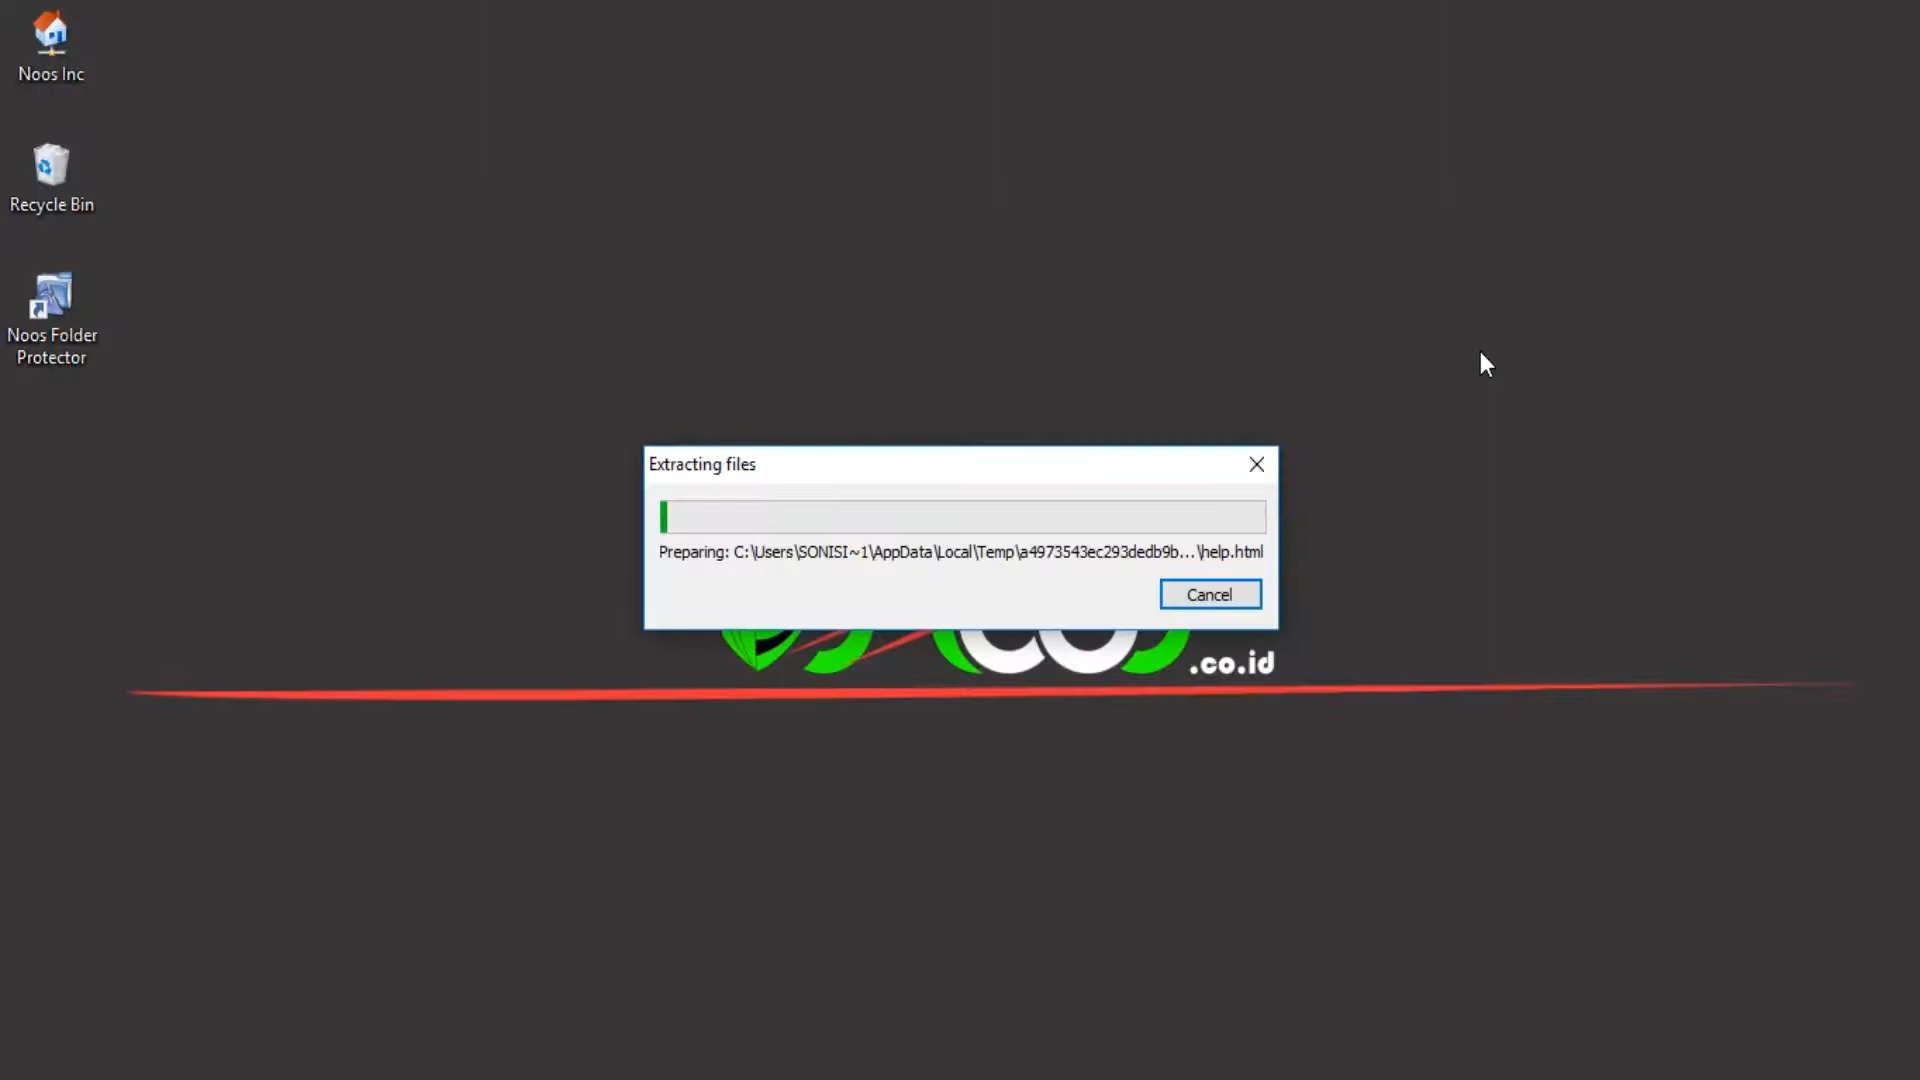 Noos Inc
Recycle Bin
Noos Folder
Protector
Extracting files
Preparing: C:\Users\SONISI~1\AppData\Local\Temp\a4973543ec293dedb9b...\help.html
Cancel
.co.id